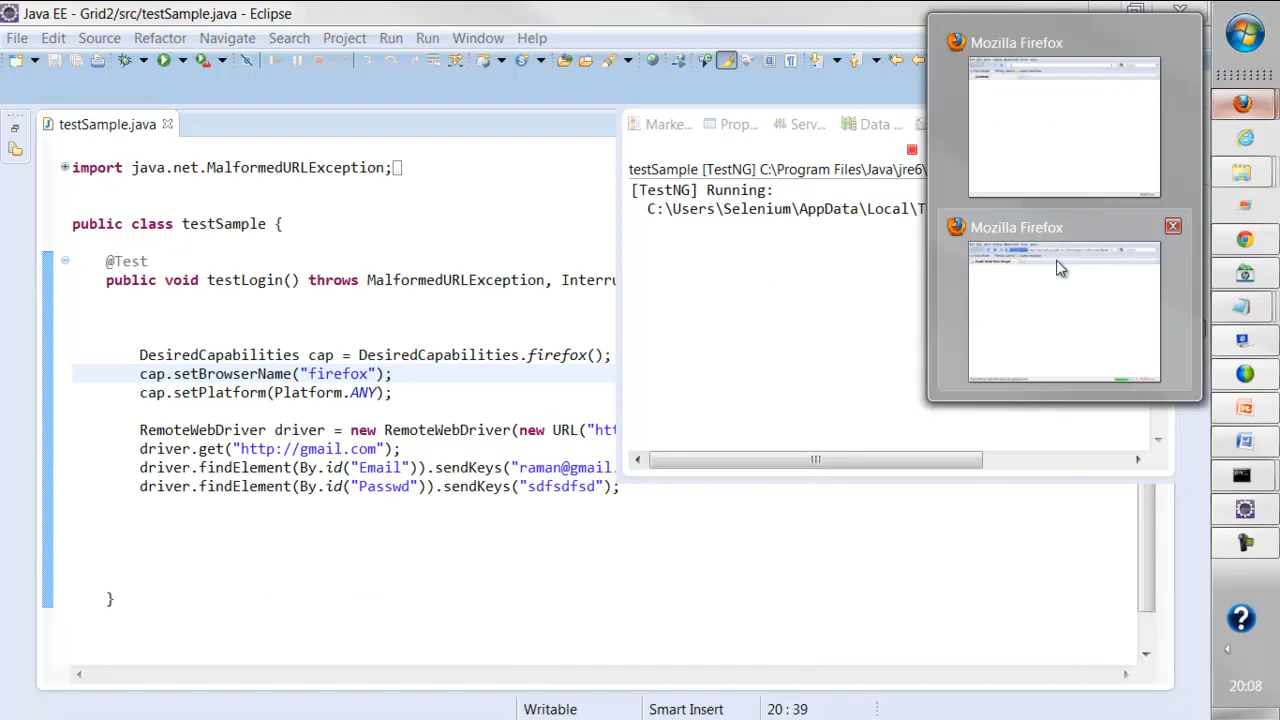 Java EE - Grid2/src/testSample.java - Eclipse
File Edit Source Refactor Navigate Search Project Run Run Window Help
testSample.java
import java.net.MalformedURLException;
public class testSample {
@Test
public void testLogin() throws MalformedURLException, Interru
DesiredCapabilities cap = DesiredCapabilities.firefox();
cap.setBrowserName("firefox");
cap.setPlatform(Platform.ANY);
RemoteWebDriver driver = new RemoteWebDriver(new URL("htt
driver.get("http://gmail.com");
driver.findElement(By.id("Email")).sendKeys("raman@gmail.
driver.findElement(By.id("Passwd")).sendKeys("sdfsdfsd");
}
Marke... Prop... Serv... Data ...
testSample [TestNG] C:\Program Files\Java\jre6\
[TestNG] Running:
C:\Users\Selenium\AppData\Local\T
Mozilla Firefox
Mozilla Firefox
Writable Smart Insert 20 : 39
20:08